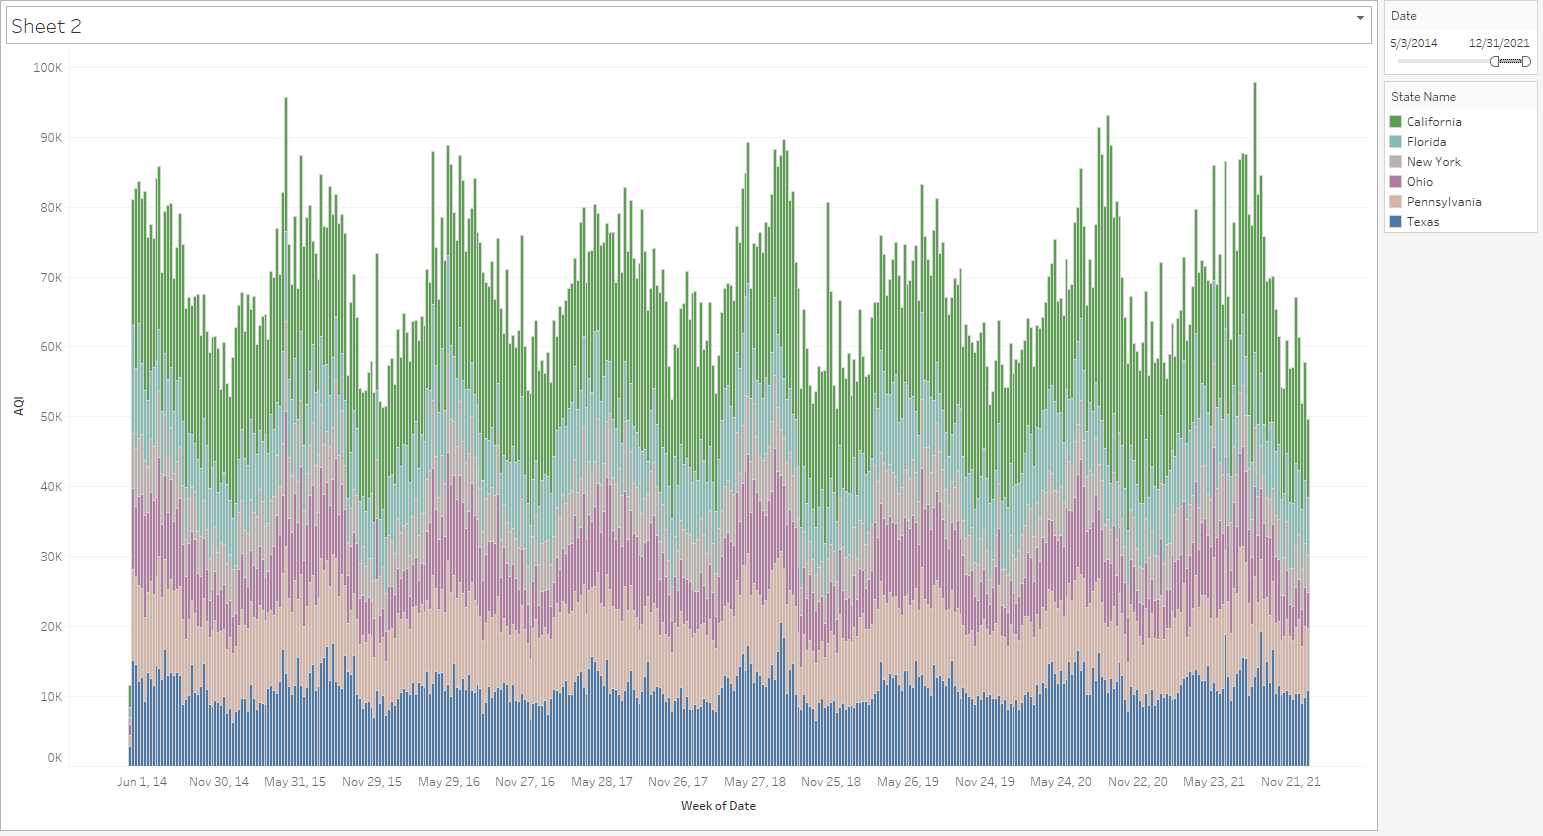 Sheet 2
100K
90K
80K
70K
60K
50K
40K
30K
20K
10K
0K
AQI
Jun 1, 14 Nov 30, 14 May 31, 15 Nov 29, 15 May 29, 16 Nov 27, 16 May 28, 17 Nov 26, 17 May 27, 18 Nov 25, 18 May 26, 19 Nov 24, 19 May 24, 20 Nov 22, 20 May 23, 21 Nov 21, 21
Week of Date
Date
5/3/2014 12/31/2021
State Name
California
Florida
New York
Ohio
Pennsylvania
Texas